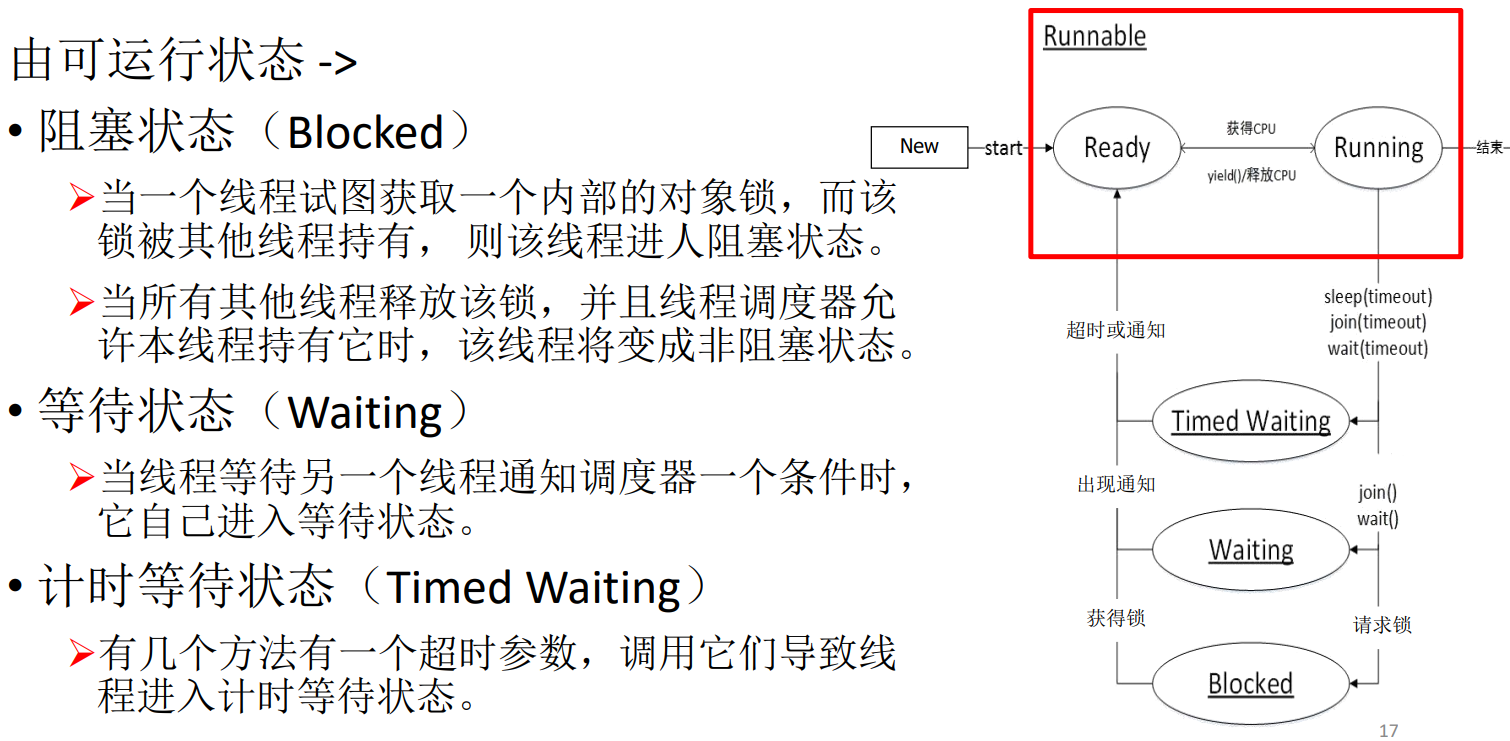 由可运行状态 ->
• 阻塞状态（Blocked）
➢当一个线程试图获取一个内部的对象锁，而该
锁被其他线程持有， 则该线程进人阻塞状态。
➢当所有其他线程释放该锁，并且线程调度器允
许本线程持有它时，该线程将变成非阻塞状态。
• 等待状态（Waiting）
➢当线程等待另一个线程通知调度器一个条件时，
它自己进入等待状态。
• 计时等待状态（Timed Waiting）
➢有几个方法有一个超时参数，调用它们导致线
程进入计时等待状态。
Runnable
New
start
Ready
获得CPU
yield()/释放CPU
Running
结束
超时或通知
sleep(timeout)
join(timeout)
wait(timeout)
Timed Waiting
出现通知
join()
wait()
Waiting
获得锁
请求锁
Blocked
17